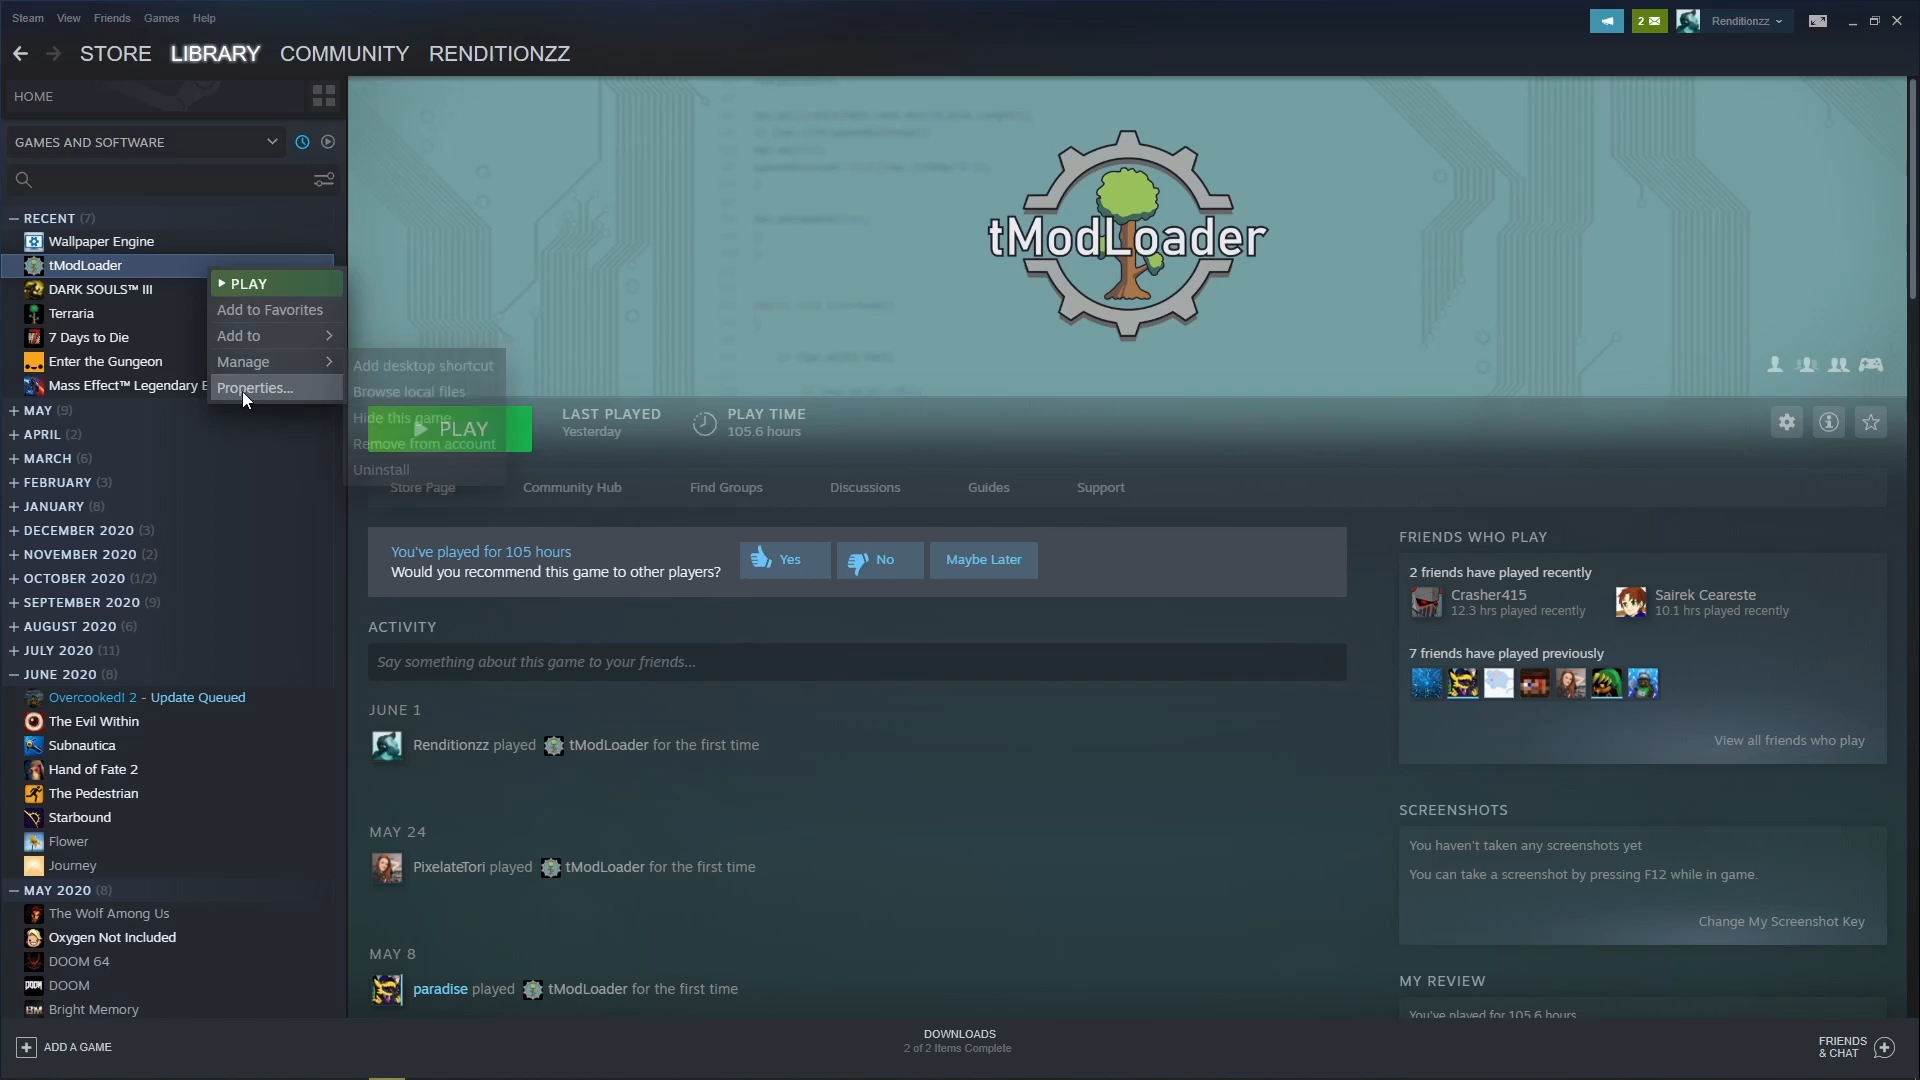 Steam View Friends Games Help
2
Renditionzz
STORE LIBRARY COMMUNITY RENDITIONZZ
HOME
GAMES AND SOFTWARE
RECENT (7)
Wallpaper Engine
tModLoader
DARK SOULS™ III
Terraria
7 Days to Die
Enter the Gungeon
Mass Effect™ Legendary E
MAY (9)
APRIL (2)
MARCH (6)
FEBRUARY (3)
JANUARY (8)
DECEMBER 2020 (3)
NOVEMBER 2020 (2)
OCTOBER 2020 (1/2)
SEPTEMBER 2020 (9)
AUGUST 2020 (6)
JULY 2020 (11)
JUNE 2020 (8)
Overcooked! 2 - Update Queued
The Evil Within
Subnautica
Hand of Fate 2
The Pedestrian
Starbound
Flower
Journey
MAY 2020 (8)
The Wolf Among Us
Oxygen Not Included
DOOM 64
DOOM
Bright Memory
ADD A GAME
PLAY
Add to Favorites
Add to
Manage
Properties...
Add desktop shortcut
Browse local files
Hide this game
Remove from account
Uninstall
tModLoader
PLAY
LAST PLAYED
Yesterday
PLAY TIME
105.6 hours
Store Page Community Hub Find Groups Discussions Guides Support
You've played for 105 hours
Would you recommend this game to other players?
Yes No Maybe Later
ACTIVITY
Say something about this game to your friends...
JUNE 1
Renditionzz played tModLoader for the first time
MAY 24
PixelateTori played tModLoader for the first time
MAY 8
paradise played tModLoader for the first time
FRIENDS WHO PLAY
2 friends have played recently
Crasher415
12.3 hrs played recently
Sairek Ceareste
10.1 hrs played recently
7 friends have played previously
View all friends who play
SCREENSHOTS
You haven't taken any screenshots yet
You can take a screenshot by pressing F12 while in game.
Change My Screenshot Key
MY REVIEW
You've played for 105.6 hours
DOWNLOADS
2 of 2 Items Complete
FRIENDS
& CHAT